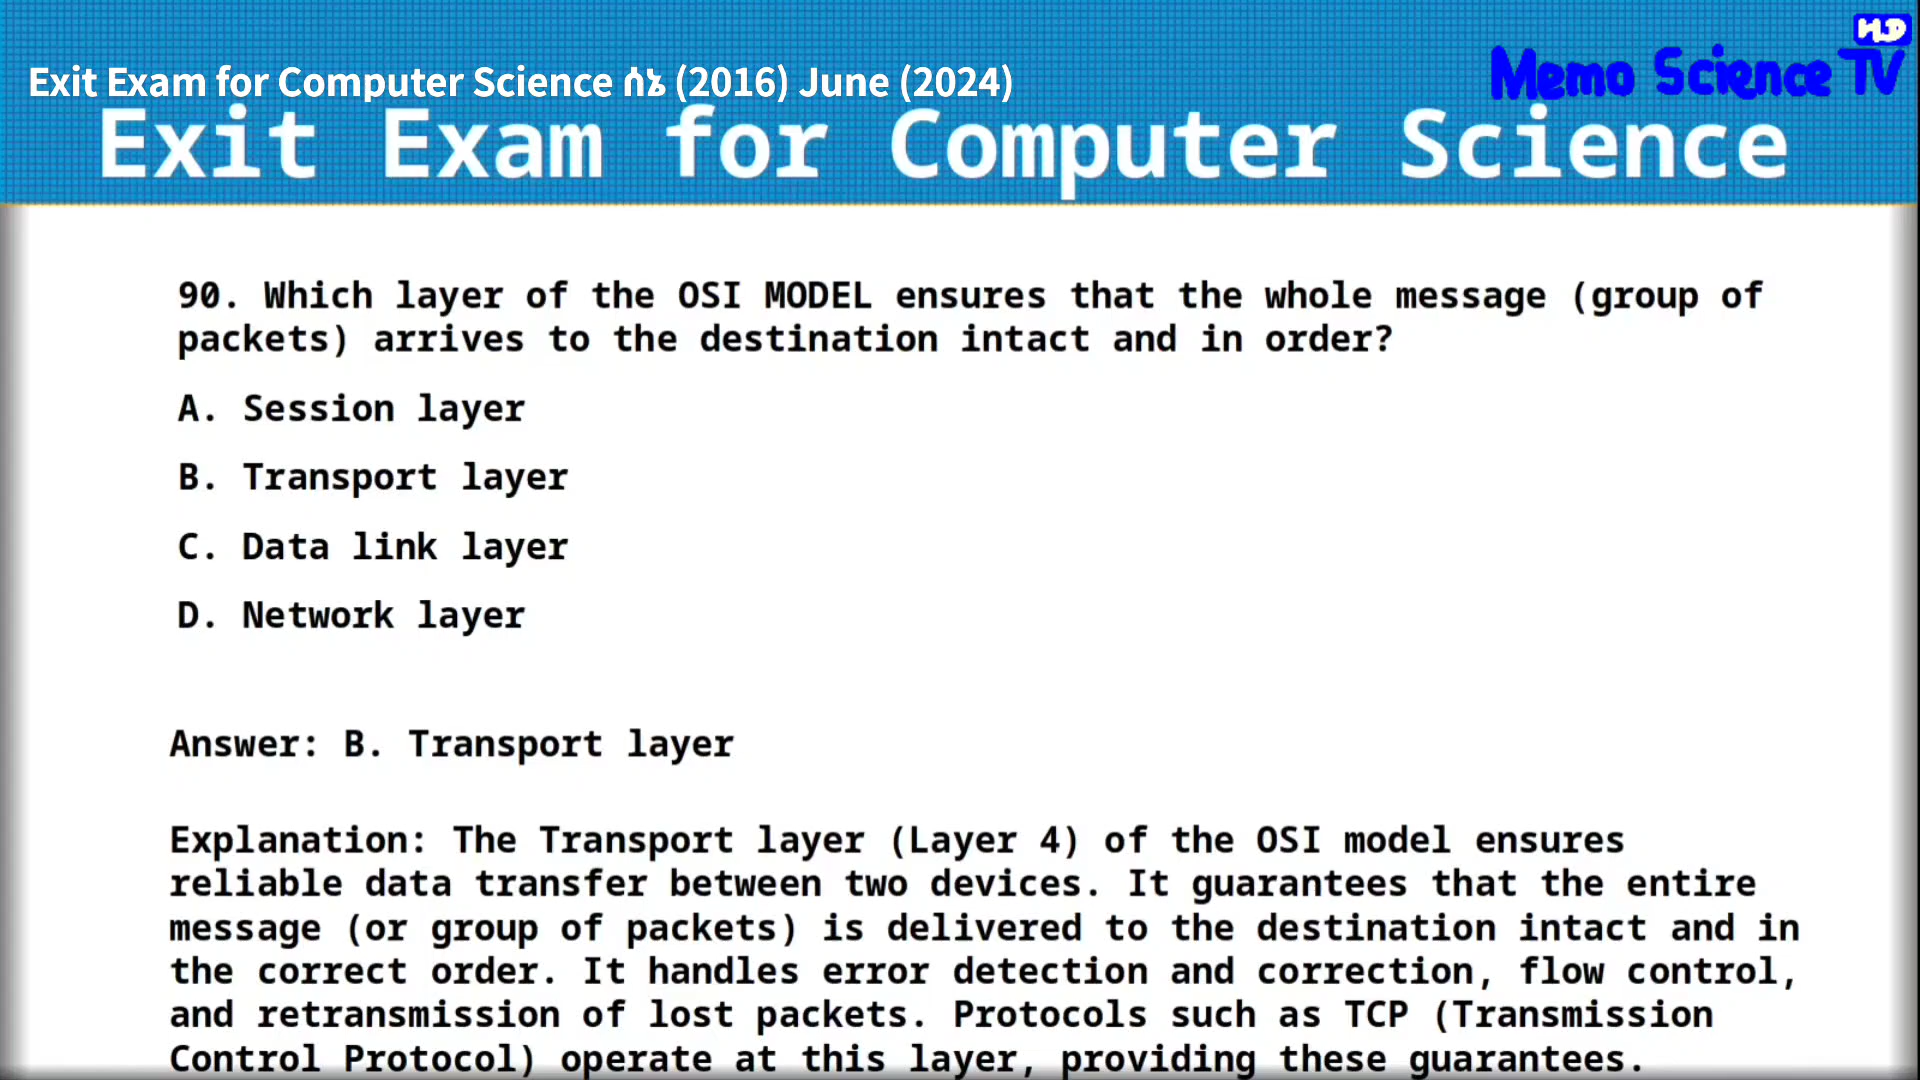 HD
Memo Science TV
Exit Exam for Computer Science ሰኔ (2016) June (2024)
Exit Exam for Computer Science
90. Which layer of the OSI MODEL ensures that the whole message (group of
packets) arrives to the destination intact and in order?
A. Session layer
B. Transport layer
C. Data link layer
D. Network layer
Answer: B. Transport layer
Explanation: The Transport layer (Layer 4) of the OSI model ensures
reliable data transfer between two devices. It guarantees that the entire
message (or group of packets) is delivered to the destination intact and in
the correct order. It handles error detection and correction, flow control,
and retransmission of lost packets. Protocols such as TCP (Transmission
Control Protocol) operate at this layer, providing these guarantees.